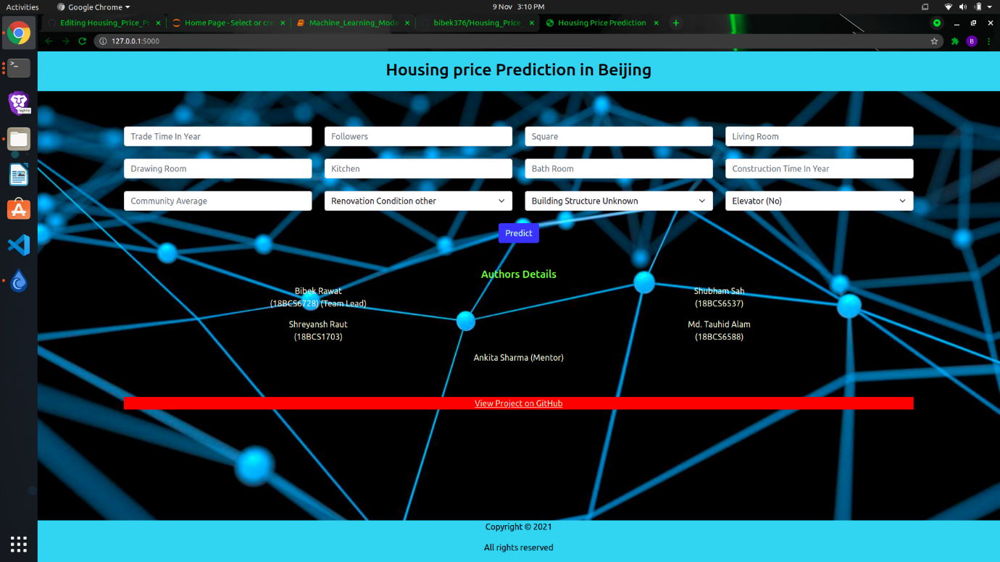 Activities
Google Chrome
9 Nov 3:10 PM
Editing Housing_Price_Pr
Home Page - Select or cre
Machine_Learning_Mode
bibek376/Housing_Price_
Housing Price Prediction
127.0.0.1:5000
B
Housing price Prediction in Beijing
Trade Time In Year
Followers
Square
Living Room
Drawing Room
Kitchen
Bath Room
Construction Time In Year
Community Average
Renovation Condition other
Building Structure Unknown
Elevator (No)
Predict
Authors Details
Bibek Rawat
(18BCS6728) (Team Lead)
Shubham Sah
(18BCS6537)
Shreyansh Raut
(18BCS1703)
Md. Tauhid Alam
(18BCS6588)
Ankita Sharma (Mentor)
View Project on GitHub
Copyright © 2021
All rights reserved